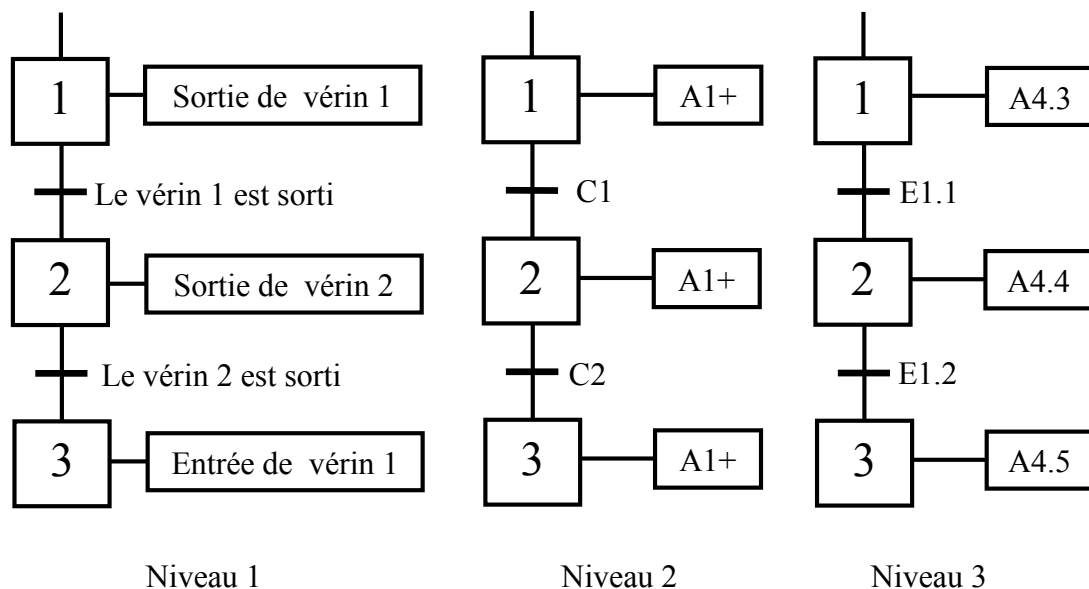 1
Sortie de vérin 1
Le vérin 1 est sorti
2
Sortie de vérin 2
Le vérin 2 est sorti
3
Entrée de vérin 1
Niveau 1
1
A1+
C1
2
A1+
C2
3
A1+
Niveau 2
1
A4.3
E1.1
2
A4.4
E1.2
3
A4.5
Niveau 3